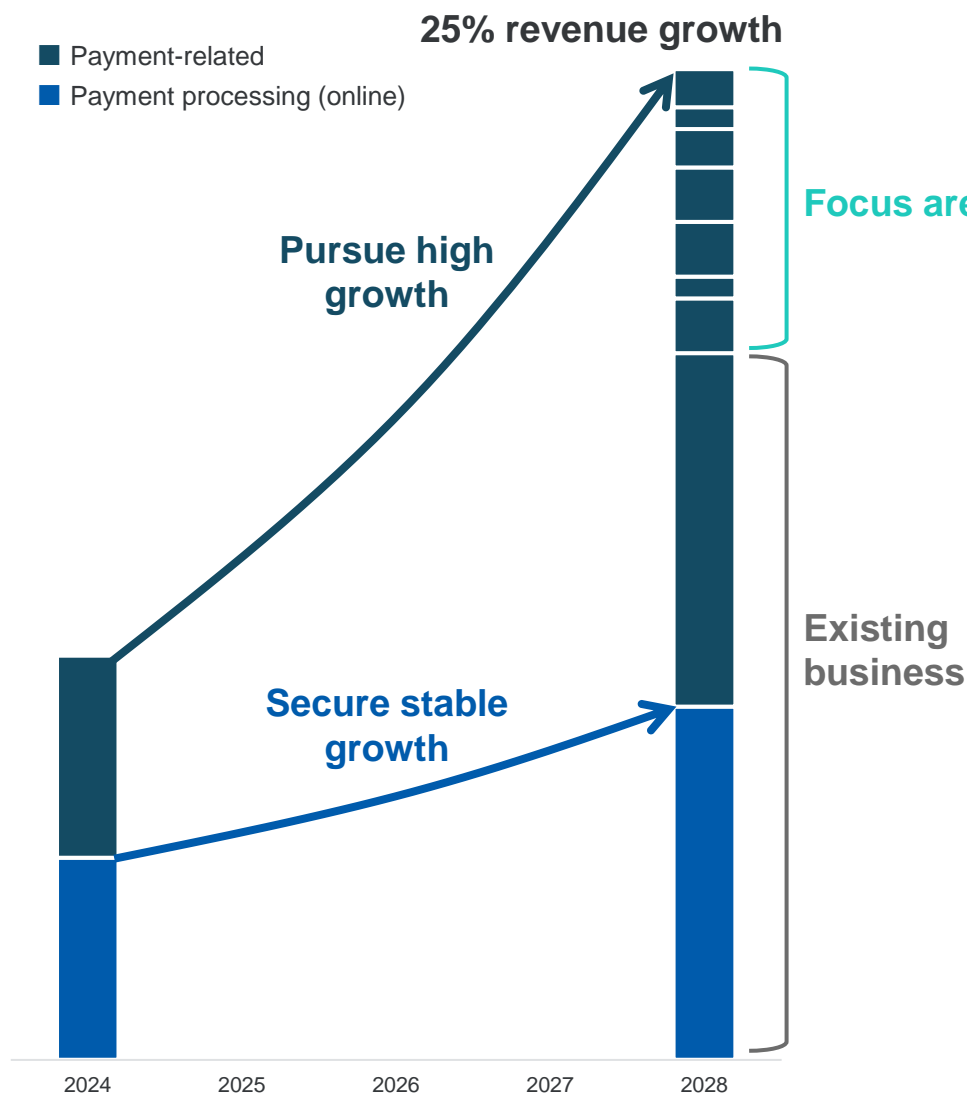 25% revenue growth
Payment-related
Payment processing (online)
Pursue high
growth
Focus
Secure stable
growth
Existing
business
2024
2025
2026
2027
2028